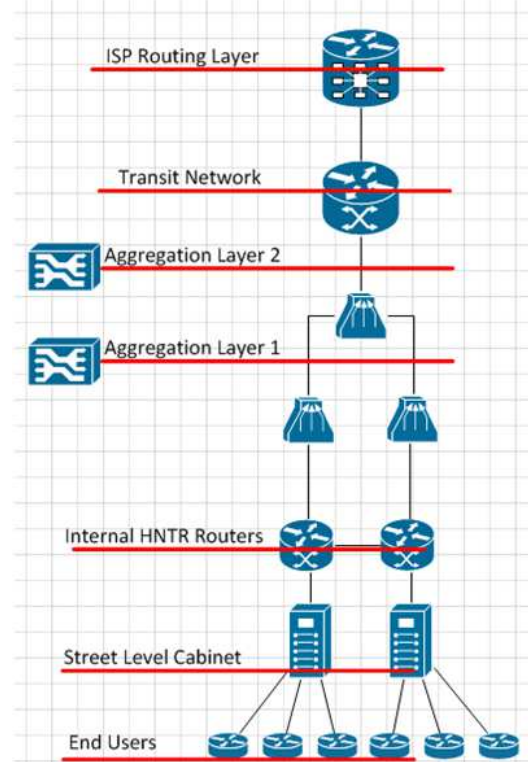 ISP Routing Layer
Transit Network
Aggregation Layer 2
Aggregation Layer 1
Internal HNTR Routers
Street Level Cabinet
End Users